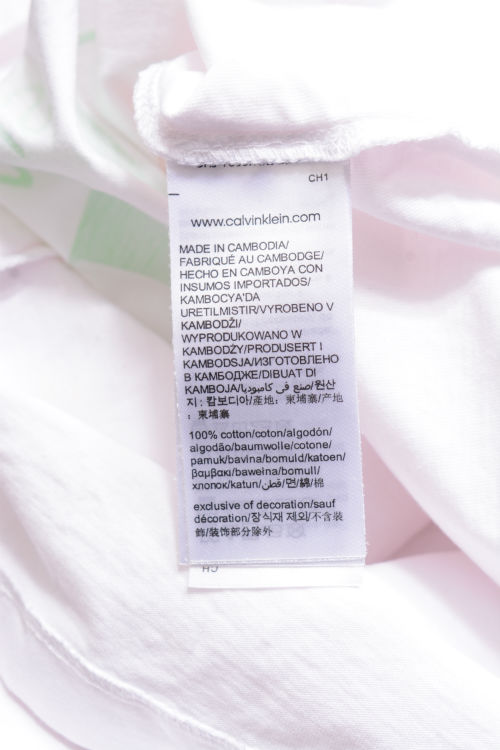 CH1
www.calvinklein.com
MADE IN CAMBODIA/
FABRIQUÉ AU CAMBODGE/
HECHO EN CAMBOYA CON
INSUMOS IMPORTADOS/
KAMBOCYA'DA
URETILMISTIR/VYROBENO V
KAMBODŽI/
WYPRODUKOWANO W
KAMBODŻY/PRODUSERT I
KAMBODSJA/ИЗГОТОВЛЕНО
В КАМБОДЖЕ/DIBUAT DI
KAMBOJA/صنع في كامبوديا/원산
지 : 캄보디아/產地： 柬埔寨/产地
：柬埔寨
100% cotton/coton/algodón/
algodão/baumwolle/cotone/
pamuk/bavlna/bomuld/katoen/
βαμβακι/bawełna/bomull/
хлопок/katun/قطن/면/綿/棉
exclusive of decoration/sauf
décoration/장식재 제외/不含裝
飾/装饰部分除外
CH